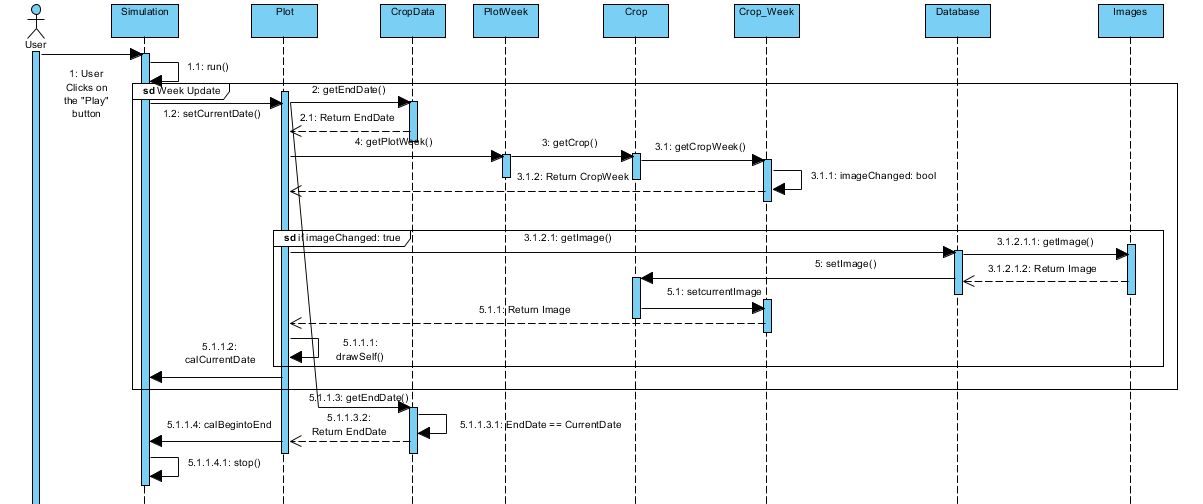 Simulation
Plot
CropData
PlotWeek
Crop
Crop_Week
Database
Images
User
1: User
Clicks on
the "Play"
button
1.1: run()
sd Week Update
1.2: setCurrentDate()
2: getEndDate()
2.1: Return EndDate
4: getPlotWeek()
3: getCrop()
3.1: getCropWeek()
3.1.1: imageChanged: bool
3.1.2: Return CropWeek
sd if imageChanged: true
3.1.2.1: getImage()
3.1.2.1.1: getImage()
5: setImage()
3.1.2.1.2: Return Image
5.1: setcurrentImage
5.1.1: Return Image
5.1.1.1:
drawSelf()
5.1.1.2:
calCurrentDate
5.1.1.3: getEndDate()
5.1.1.3.1: EndDate == CurrentDate
5.1.1.3.2:
Return EndDate
5.1.1.4: calBegintoEnd
5.1.1.4.1: stop()